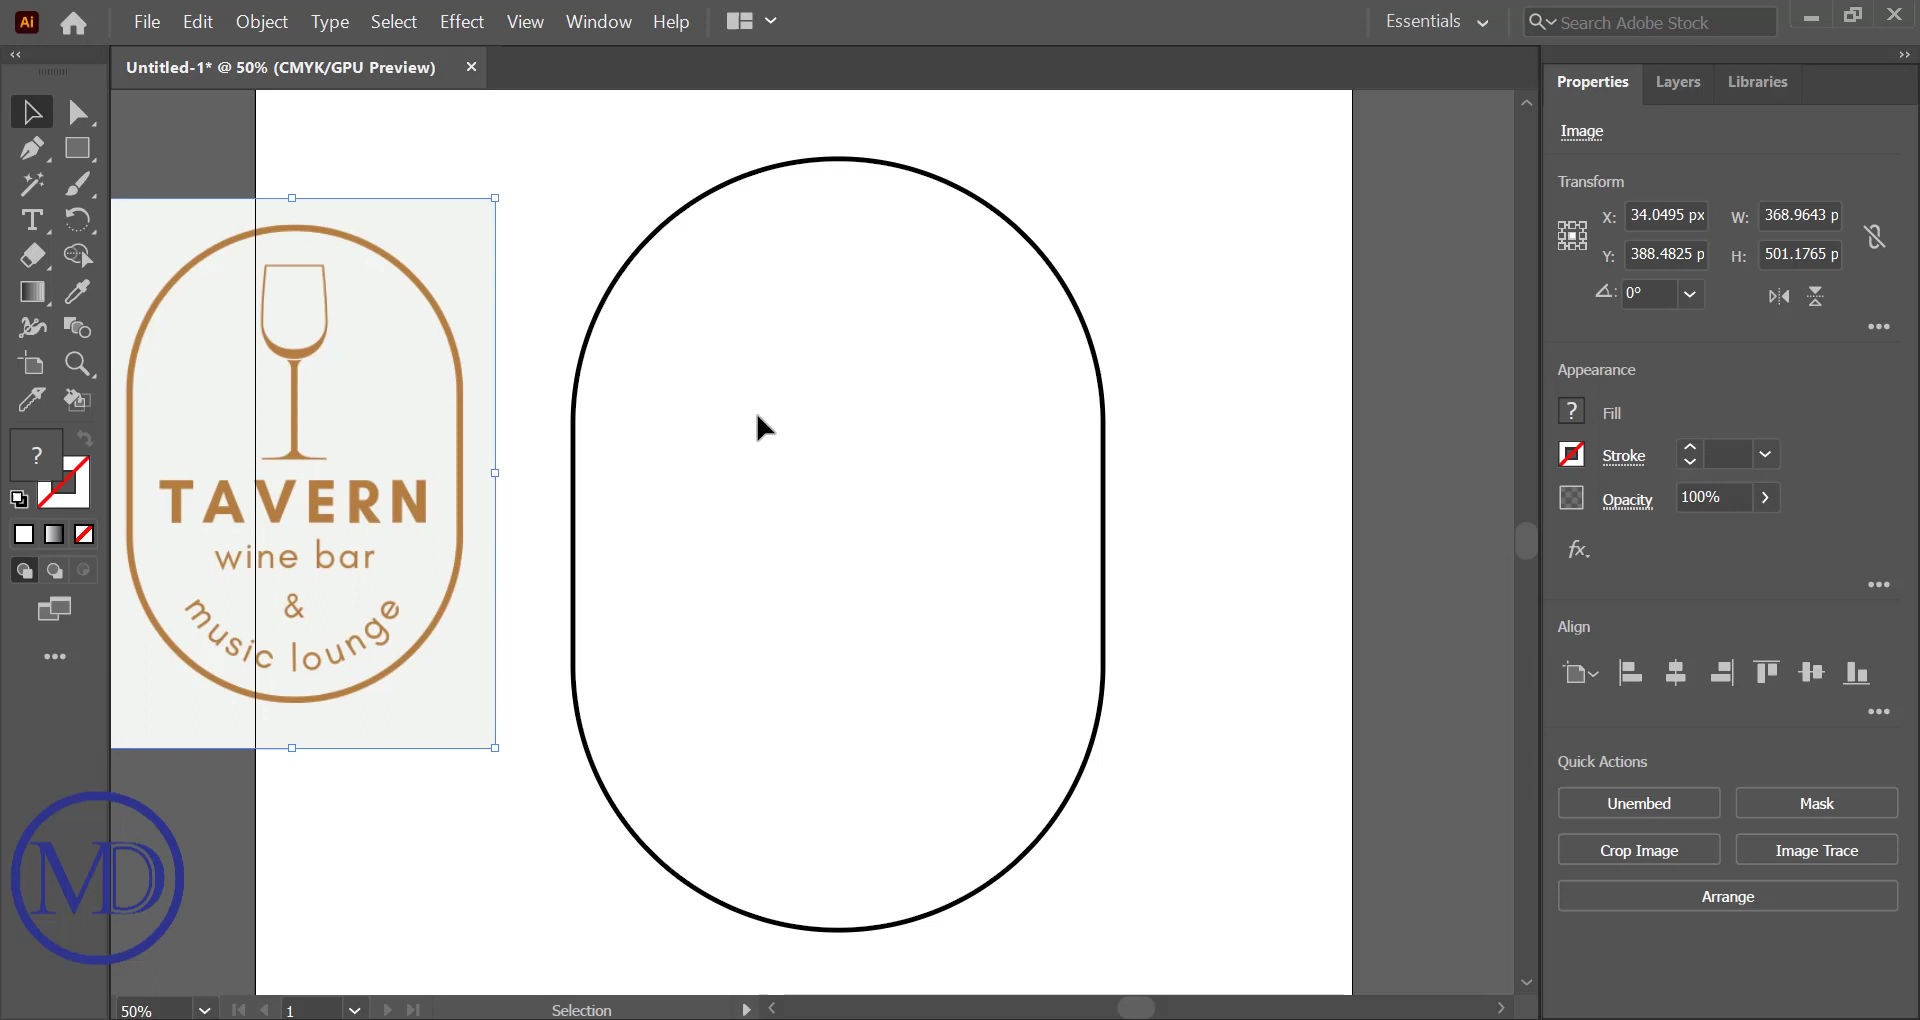 Ai File Edit Object Type Select Effect View Window Help Essentials Search Adobe Stock
Untitled-1* @ 50% (CMYK/GPU Preview)
Properties Layers Libraries
Image
Transform
X: 34.0495 px W: 368.9643 p
Y: 388.4825 p H: 501.1765 p
0°
Appearance
? Fill
Stroke
Opacity 100%
fx.
Align
Quick Actions
Unembed Mask
Crop Image Image Trace
Arrange
?
TAVERN
wine bar
&
music lounge
MD
50% 1 Selection